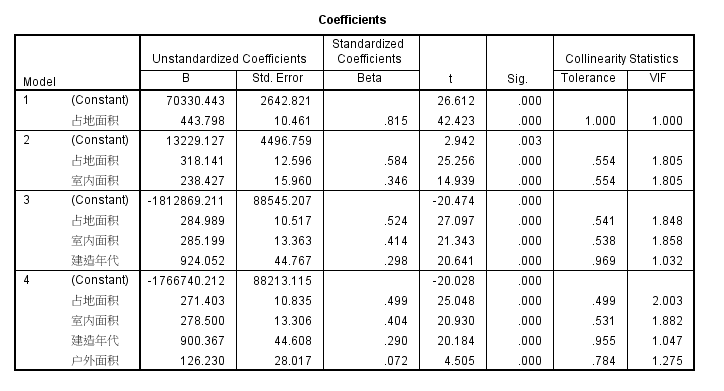 Coefficients
Model Unstandardized Coefficients Standardized Coefficients t Sig. Collinearity Statistics
B Std. Error Beta Tolerance VIF
1 (Constant) 70330.443 2642.821 26.612 .000
占地面积 443.798 10.461 .815 42.423 .000 1.000 1.000
2 (Constant) 13229.127 4496.759 2.942 .003
占地面积 318.141 12.596 .584 25.256 .000 .554 1.805
室内面积 238.427 15.960 .346 14.939 .000 .554 1.805
3 (Constant) -1812869.211 88545.207 -20.474 .000
占地面积 284.989 10.517 .524 27.097 .000 .541 1.848
室内面积 285.199 13.363 .414 21.343 .000 .538 1.858
建造年代 924.052 44.767 .298 20.641 .000 .969 1.032
4 (Constant) -1766740.212 88213.115 -20.028 .000
占地面积 271.403 10.835 .499 25.048 .000 .499 2.003
室内面积 278.500 13.306 .404 20.930 .000 .531 1.882
建造年代 900.367 44.608 .290 20.184 .000 .955 1.047
户外面积 126.230 28.017 .072 4.505 .000 .784 1.275